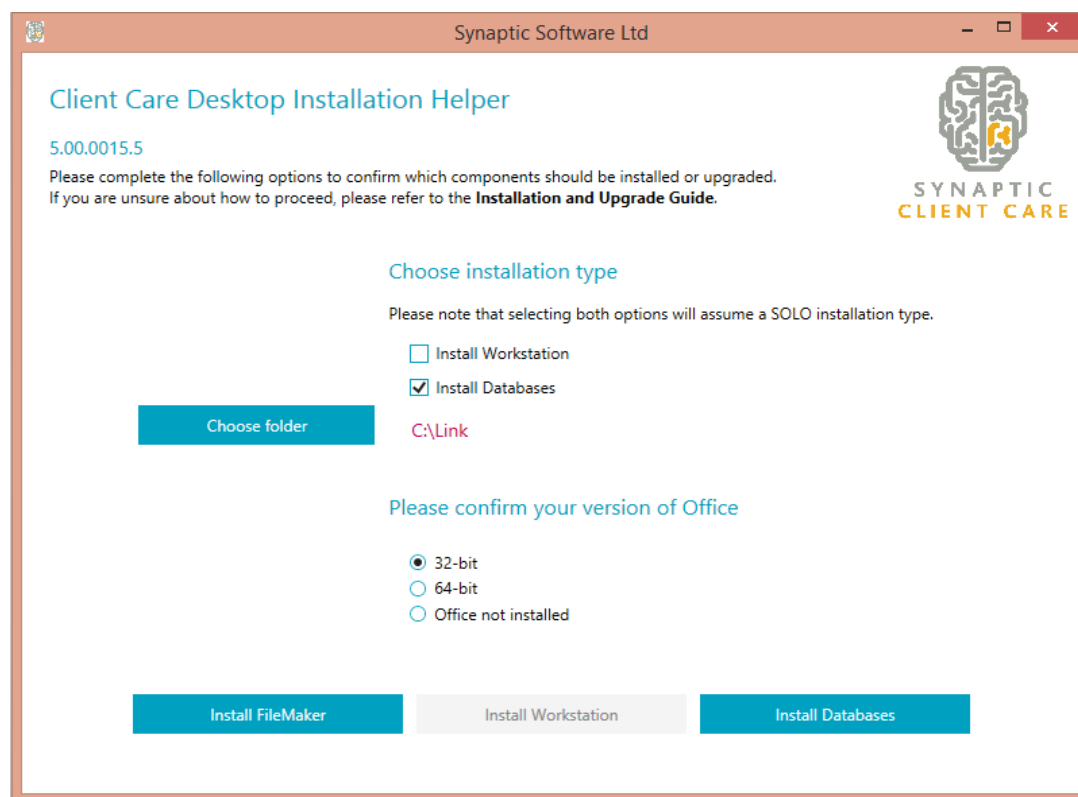 Synaptic Software Ltd
Client Care Desktop Installation Helper
5.00.0015.5
Please complete the following options to confirm which components should be installed or upgraded.
If you are unsure about how to proceed, please refer to the Installation and Upgrade Guide.
SYNAPTIC
CLIENT CARE
Choose installation type
Please note that selecting both options will assume a SOLO installation type.
Install Workstation
Install Databases
Choose folder
C:\Link
Please confirm your version of Office
32-bit
64-bit
Office not installed
Install FileMaker
Install Workstation
Install Databases